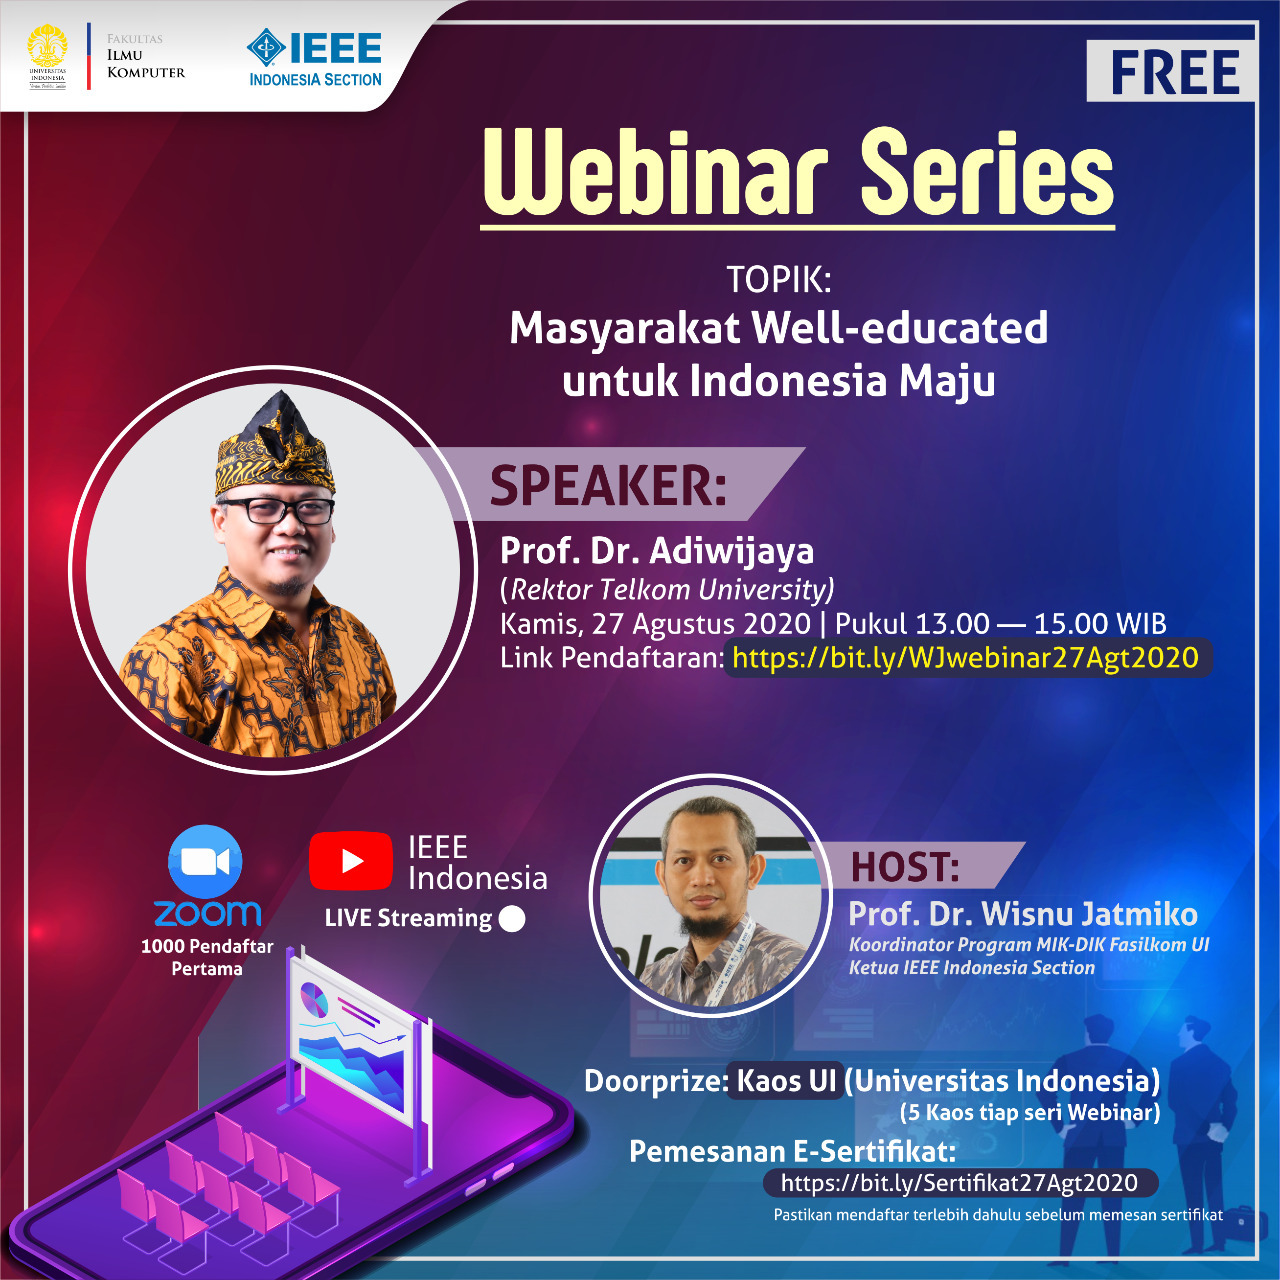 UNIVERSITAS
INDONESIA
FAKULTAS
ILMU
KOMPUTER
IEEE
INDONESIA SECTION
FREE
Webinar Series
TOPIK:
Masyarakat Well-educated
untuk Indonesia Maju
SPEAKER:
Prof. Dr. Adiwijaya
(Rektor Telkom University)
Kamis, 27 Agustus 2020 | Pukul 13.00 — 15.00 WIB
Link Pendaftaran: https://bit.ly/WJwebinar27Agt2020
zoom
1000 Pendaftar
Pertama
IEEE
Indonesia
LIVE Streaming
HOST:
Prof. Dr. Wisnu Jatmiko
Koordinator Program MIK-DIK Fasilkom UI
Ketua IEEE Indonesia Section
Doorprize: Kaos UI (Universitas Indonesia)
(5 Kaos tiap seri Webinar)
Pemesanan E-Sertifikat:
https://bit.ly/Sertifikat27Agt2020
Pastikan mendaftar terlebih dahulu sebelum memesan sertifikat